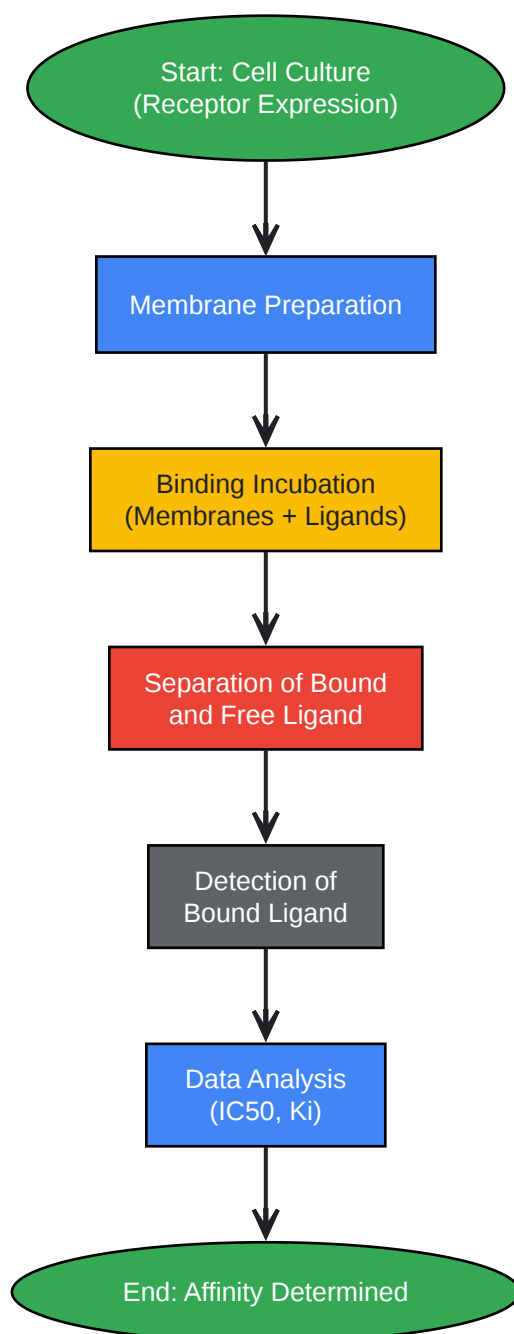 Start: Cell Culture
(Receptor Expression)
Membrane Preparation
Binding Incubation
(Membranes + Ligands)
Separation of Bound
and Free Ligand
Detection of
Bound Ligand
Data Analysis
(IC50, Ki)
End: Affinity Determined